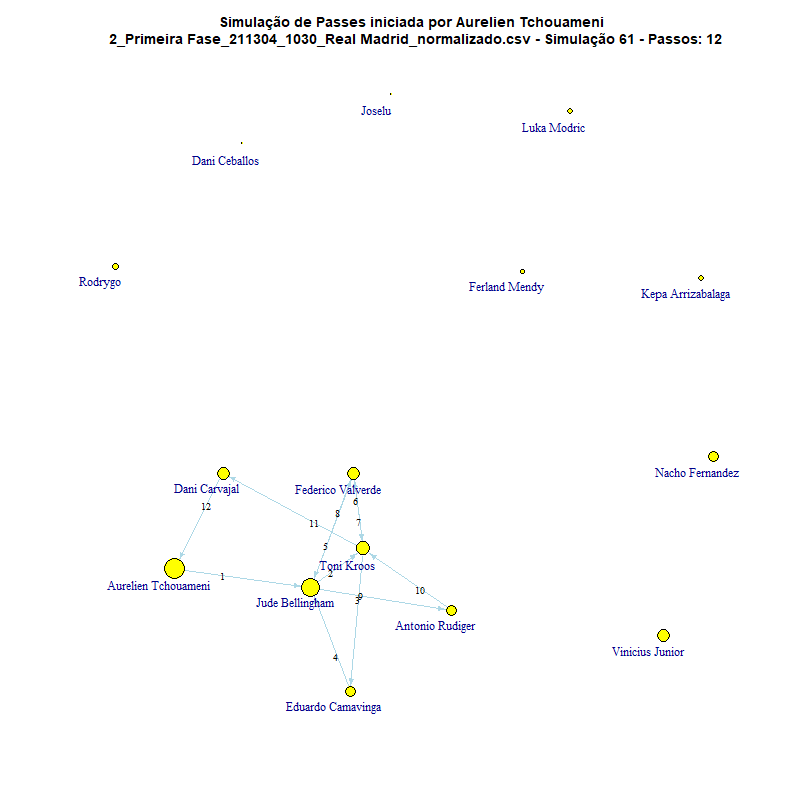 Simulação de Passes iniciada por Aurelien Tchouameni
2_Primeira Fase_211304_1030_Real Madrid_normalizado.csv - Simulação 61 - Passos: 12
Joselu
Luka Modric
Dani Ceballos
Rodrygo
Ferland Mendy
Kepa Arrizabalaga
Nacho Fernandez
Dani Carvajal
Federico Valverde
6
12
8
11
7
5
Toni Kroos
2
1
Aurelien Tchouameni
10
Jude Bellingham
9
3
Antonio Rudiger
Vinicius Junior
4
Eduardo Camavinga